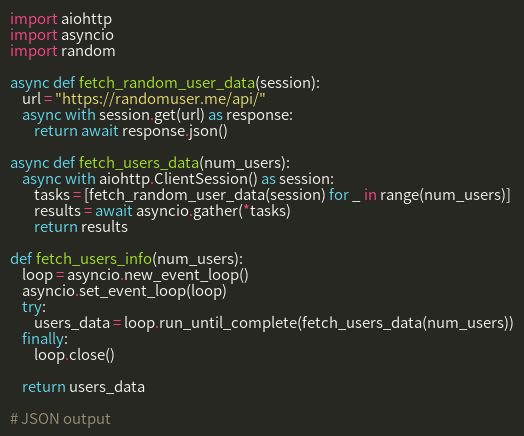 import aiohttp
import asyncio
import random

async def fetch_random_user_data(session):
    url = "https://randomuser.me/api/"
    async with session.get(url) as response:
        return await response.json()

async def fetch_users_data(num_users):
    async with aiohttp.ClientSession() as session:
        tasks = [fetch_random_user_data(session) for _ in range(num_users)]
        results = await asyncio.gather(*tasks)
        return results

def fetch_users_info(num_users):
    loop = asyncio.new_event_loop()
    asyncio.set_event_loop(loop)
    try:
        users_data = loop.run_until_complete(fetch_users_data(num_users))
    finally:
        loop.close()

    return users_data

# JSON output